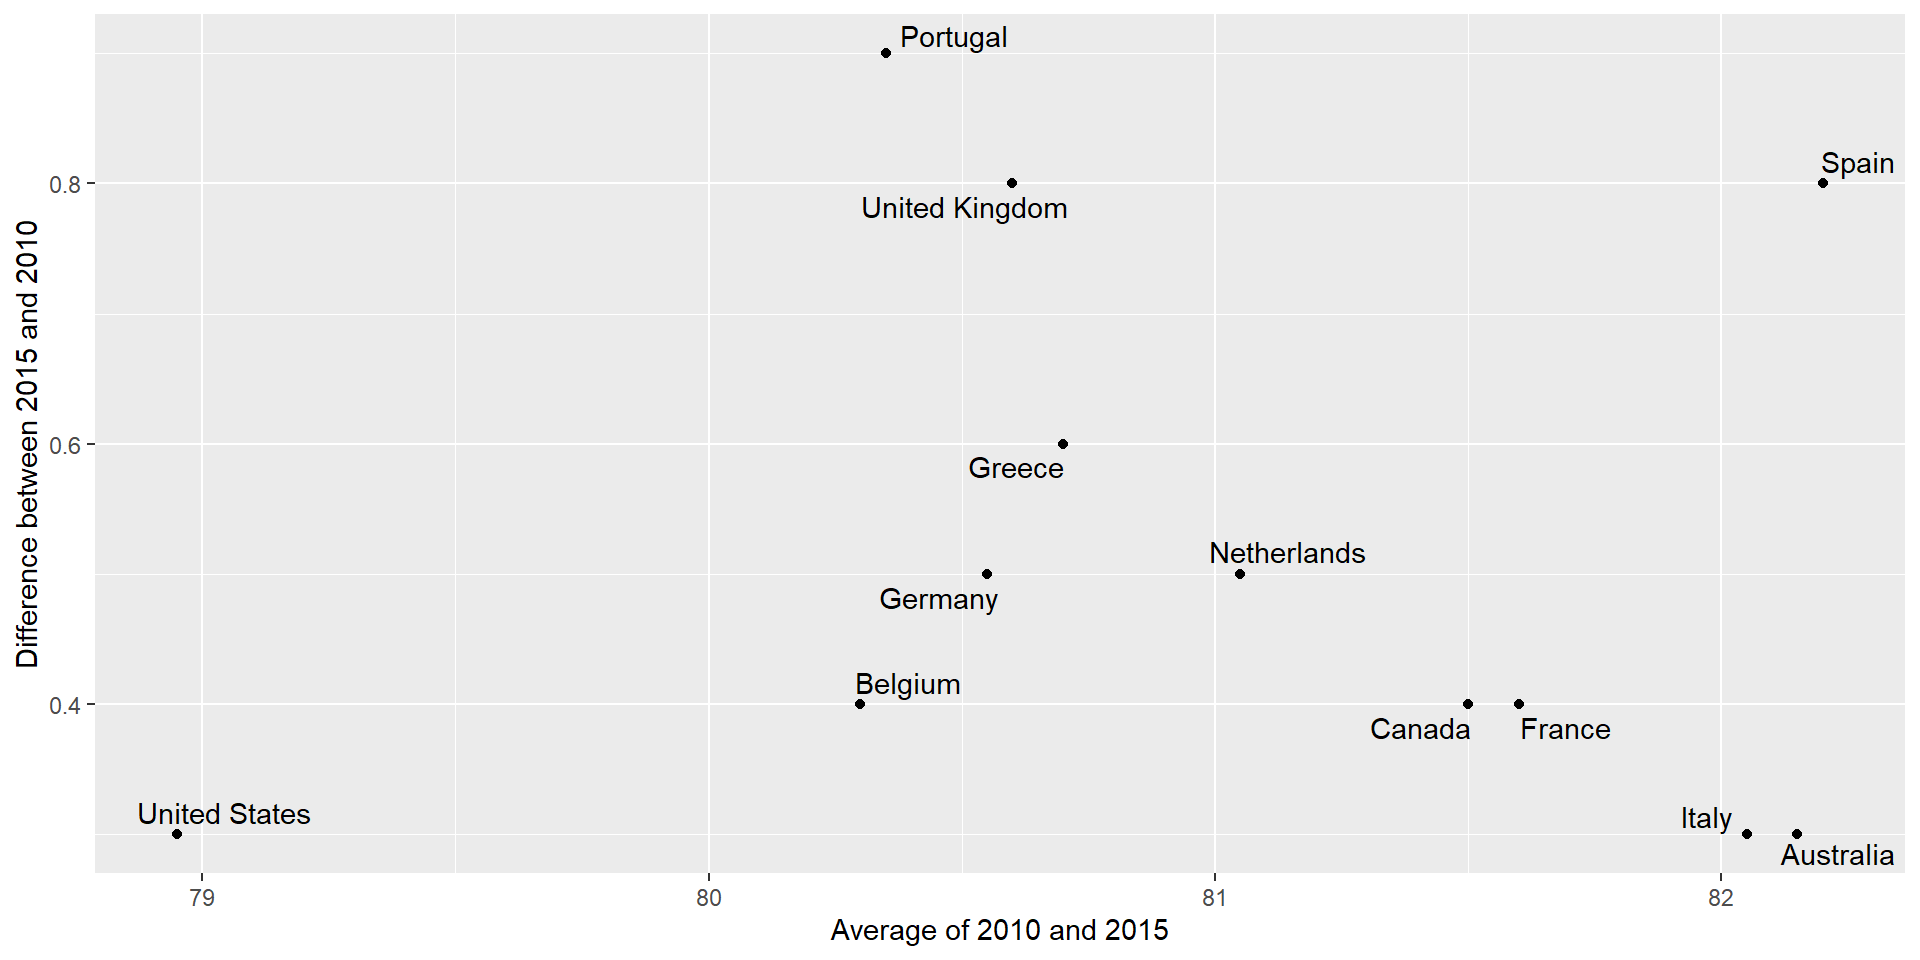 Portugal
Spain
0.8
United Kingdom
Difference between 2015 and 2010
0.6
Greece
Netherlands
Germany
Belgium
0.4
Canada
France
United States
Italy
Australia
79
80
81
82
Average of 2010 and 2015